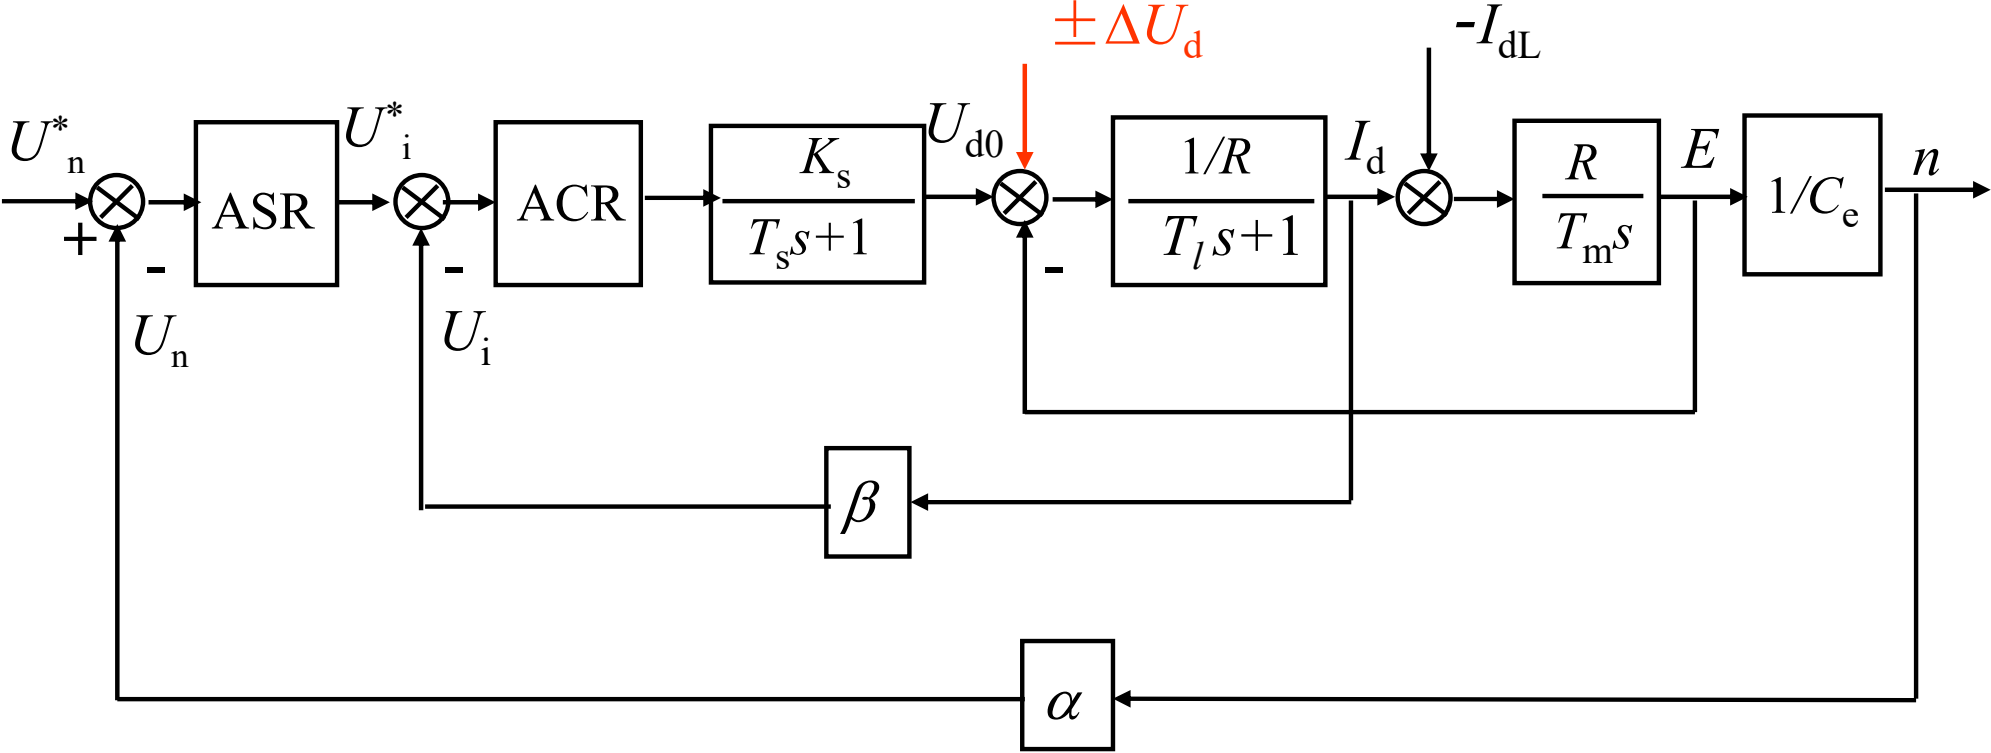 ±ΔU_d
-I_dL
U*_n
+
-
U_n
ASR
U*_i
-
U_i
ACR
K_s
T_s s+1
U_d0
-
1/R
T_l s+1
I_d
R
T_m s
E
1/C_e
n
β
α